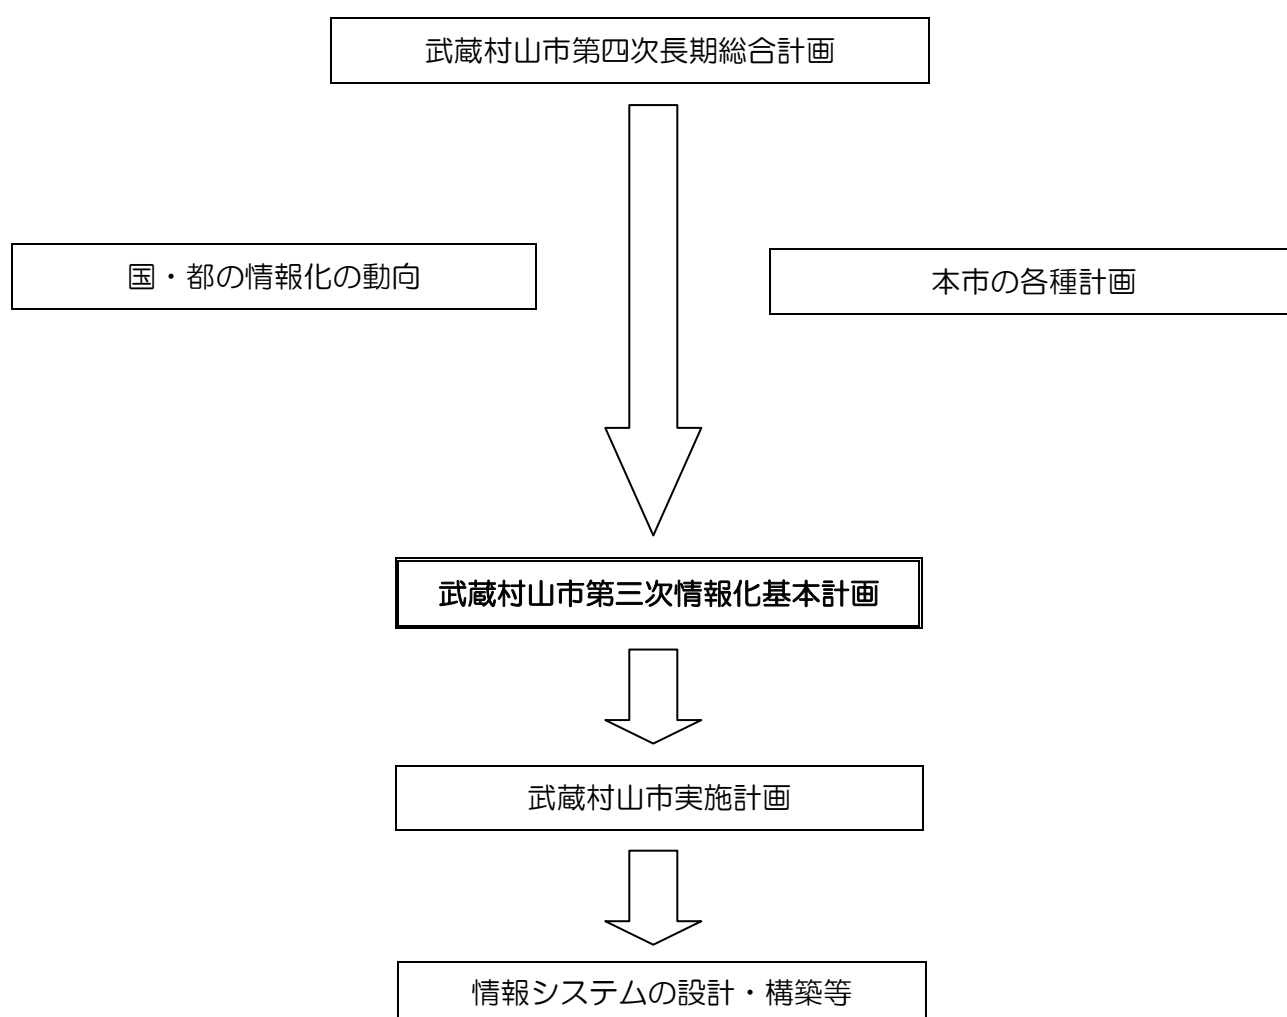 武蔵村山市第四次長期総合計画
国・都の情報化の動向
本市の各種計画
武蔵村山市第三次情報化基本計画
武蔵村山市実施計画
情報システムの設計・構築等